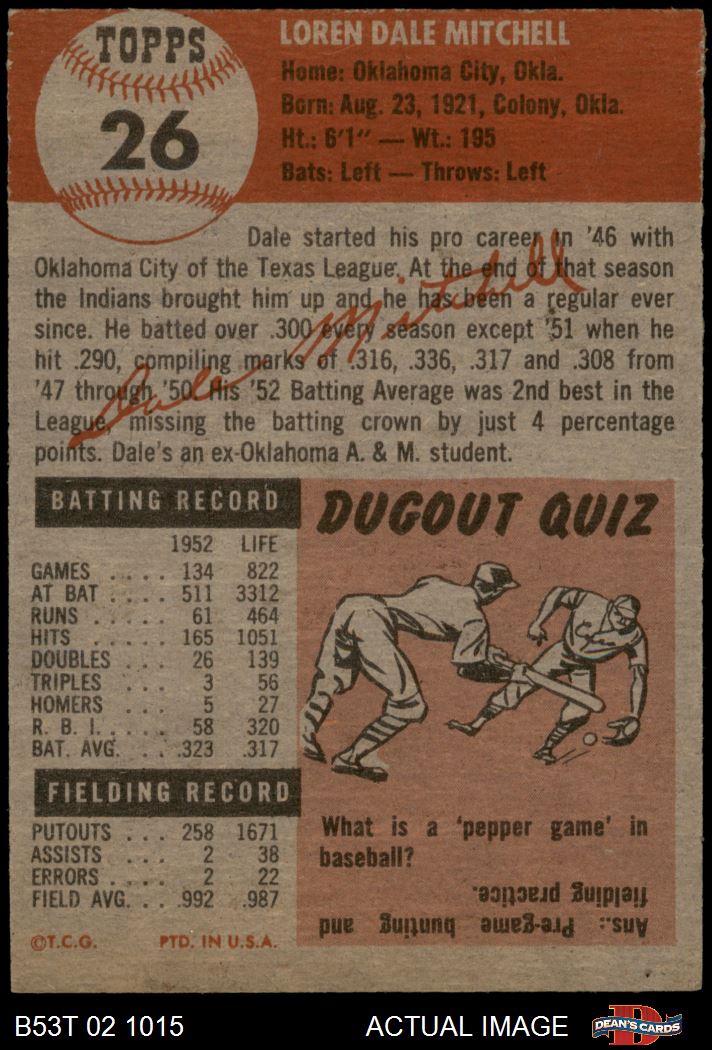 TOPPS
26
LOREN DALE MITCHELL
Home: Oklahoma City, Okla.
Born: Aug. 23, 1921, Colony, Okla.
Ht.: 6'1" — Wt.: 195
Bats: Left — Throws: Left
Dale started his pro career in '46 with
Oklahoma City of the Texas League. At the end of that season
the Indians brought him up and he has been a regular ever
since. He batted over .300 every season except '51 when he
hit .290, compiling marks of .316, .336, .317 and .308 from
'47 through '50. His '52 Batting Average was 2nd best in the
League, missing the batting crown by just 4 percentage
points. Dale's an ex-Oklahoma A. & M. student.
Dale Mitchell
BATTING RECORD
1952 LIFE
GAMES . . . . 134 822
AT BAT . . . . 511 3312
RUNS . . . . . 61 464
HITS . . . . . 165 1051
DOUBLES . . . 26 139
TRIPLES . . . 3 56
HOMERS . . . 5 27
R. B. I. . . . . 58 320
BAT. AVG. . . .323 .317
FIELDING RECORD
PUTOUTS . . . 258 1671
ASSISTS . . . . 2 38
ERRORS . . . . 2 22
FIELD AVG. . . .992 .987
©T.C.G. PTD. IN U.S.A.
DUGOUT QUIZ
What is a 'pepper game' in
baseball?
Ans.: Pre-game bunting and
fielding practice.
B53T 02 1015 ACTUAL IMAGE
D
DEAN'S CARDS